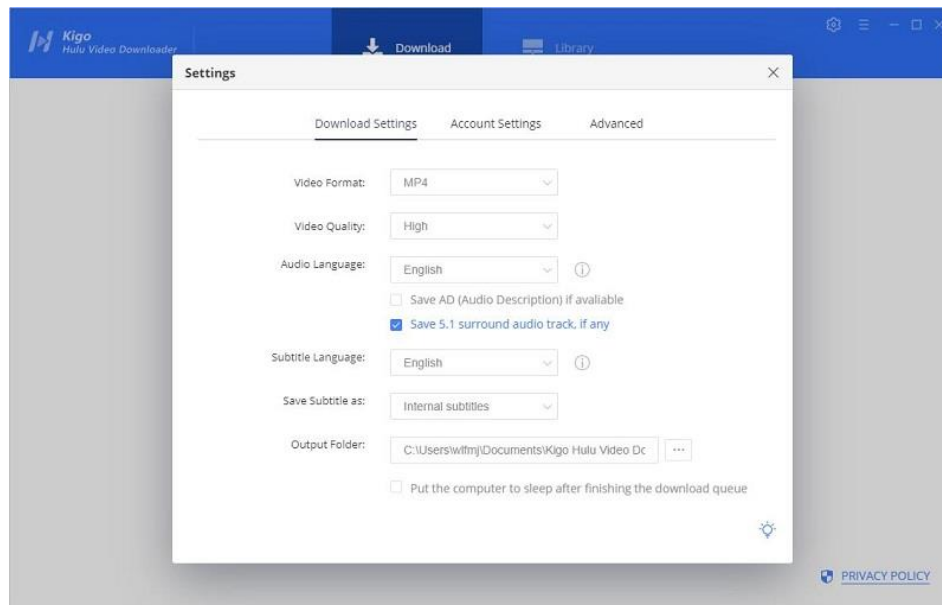 Kigo
Hulu Video Downloader
Download
Library
Settings
Download Settings
Account Settings
Advanced
Video Format:
MP4
Video Quality:
High
Audio Language:
English
Save AD (Audio Description) if avaliable
Save 5.1 surround audio track, if any
Subtitle Language:
English
Save Subtitle as:
Internal subtitles
Output Folder:
C:\Users\wlfmj\Documents\Kigo Hulu Video Dc
Put the computer to sleep after finishing the download queue
PRIVACY POLICY